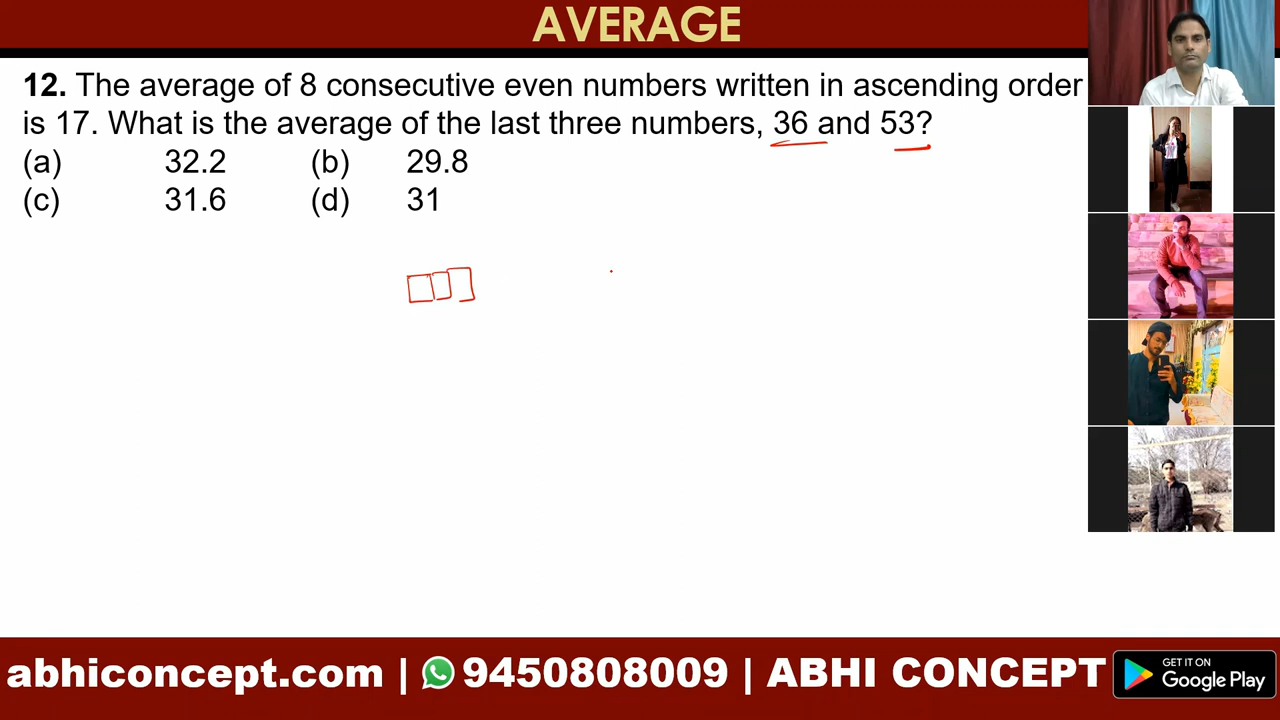 AVERAGE
12. The average of 8 consecutive even numbers written in ascending order
is 17. What is the average of the last three numbers, 36 and 53?
(a) 32.2 (b) 29.8
(c) 31.6 (d) 31
abhiconcept.com | 9450808009 | ABHI CONCEPT
GET IT ON
Google Play